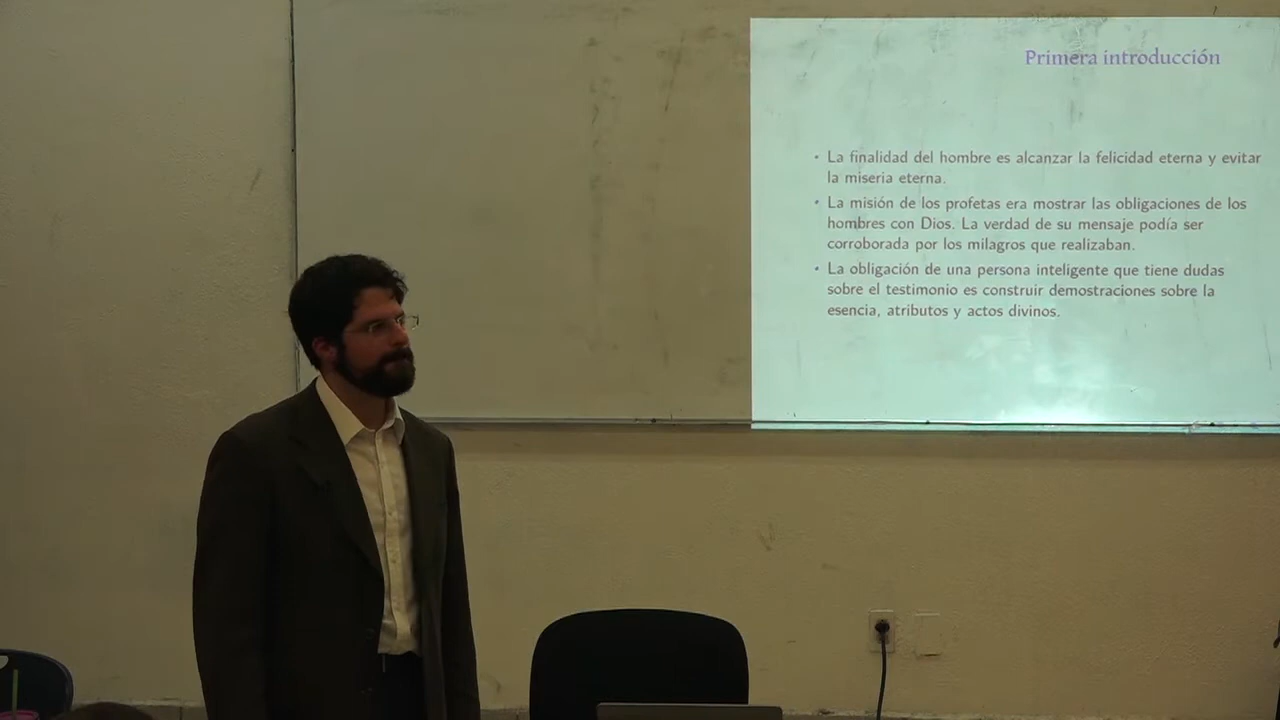 Primera introducción
• La finalidad del hombre es alcanzar la felicidad eterna y evitar
la miseria eterna.
• La misión de los profetas era mostrar las obligaciones de los
hombres con Dios. La verdad de su mensaje podía ser
corroborada por los milagros que realizaban.
• La obligación de una persona inteligente que tiene dudas
sobre el testimonio es construir demostraciones sobre la
esencia, atributos y actos divinos.